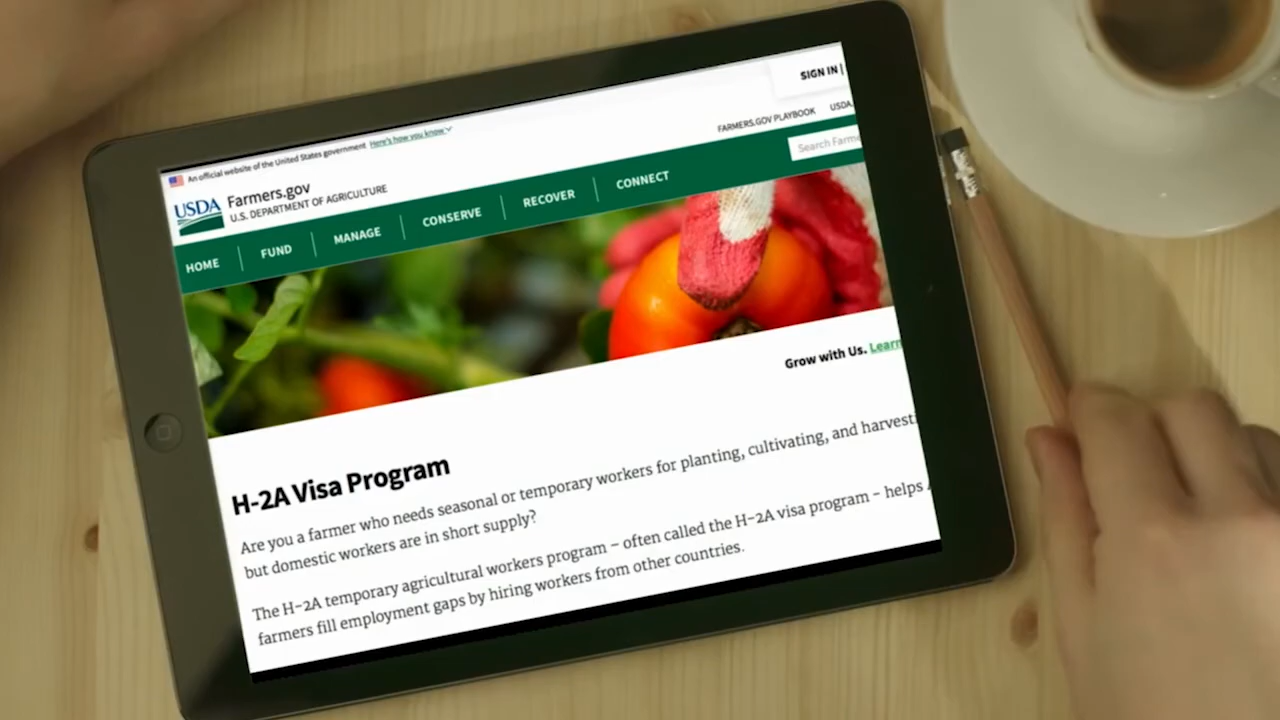 SIGN IN |
An official website of the United States government Here's how you know
FARMERS.GOV PLAYBOOK USDA
USDA
Farmers.gov
U.S. DEPARTMENT OF AGRICULTURE
Search Farme
HOME FUND MANAGE CONSERVE RECOVER CONNECT
Grow with Us. Learn
H-2A Visa Program
Are you a farmer who needs seasonal or temporary workers for planting, cultivating, and harvesti
but domestic workers are in short supply?
The H-2A temporary agricultural workers program – often called the H-2A visa program – helps
farmers fill employment gaps by hiring workers from other countries.